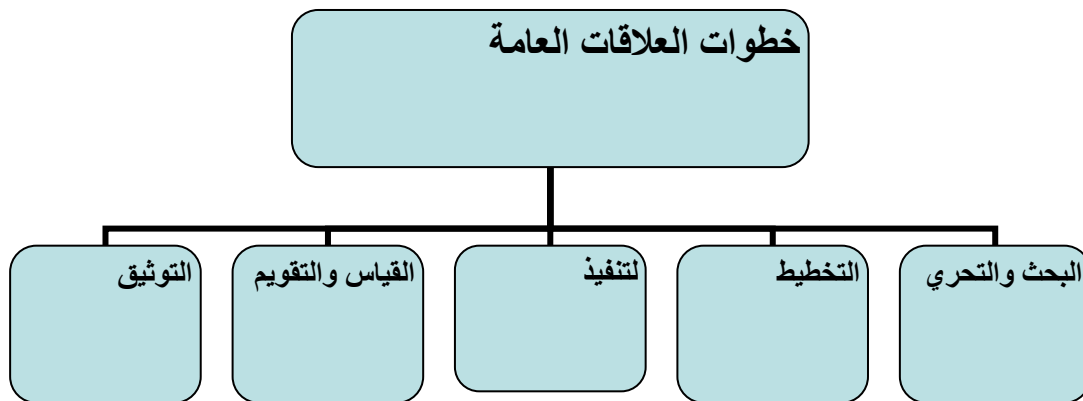 خطوات العلاقات العامة
البحث والتحري
التخطيط
لتنفيذ
القياس والتقويم
التوثيق